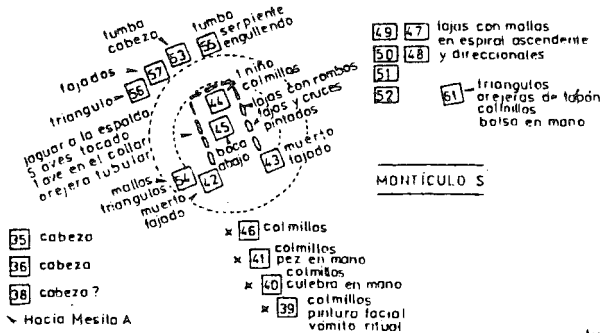 tumba
cabeza
53
tumba
55
serpiente
engullendo
fajados
57
triangulo
56
1 niño
colmillos
44
lajas con rombos
fajas y cruces
pintados
45
boca
abajo
jaguar a la espalda
5 aves tocado
1 ave en el collar
orejera tubular
43
muerto
fajado
mallas
triangulos
54
muerto
fajado
42
49 47 lajas con mallas
en espiral ascendente
50 48 y direccionales
51
52
61 triangulos
orejeras de tapón
colmillos
bolsa en mano
MONTÍCULO S
35 cabeza
36 cabeza
38 cabeza?
Hacia Mesita A
x 46 colmillos
colmillos
x 41 pez en mano
colmillos
x 40 culebra en mano
x 39 colmillos
pintura facial
vómito ritual